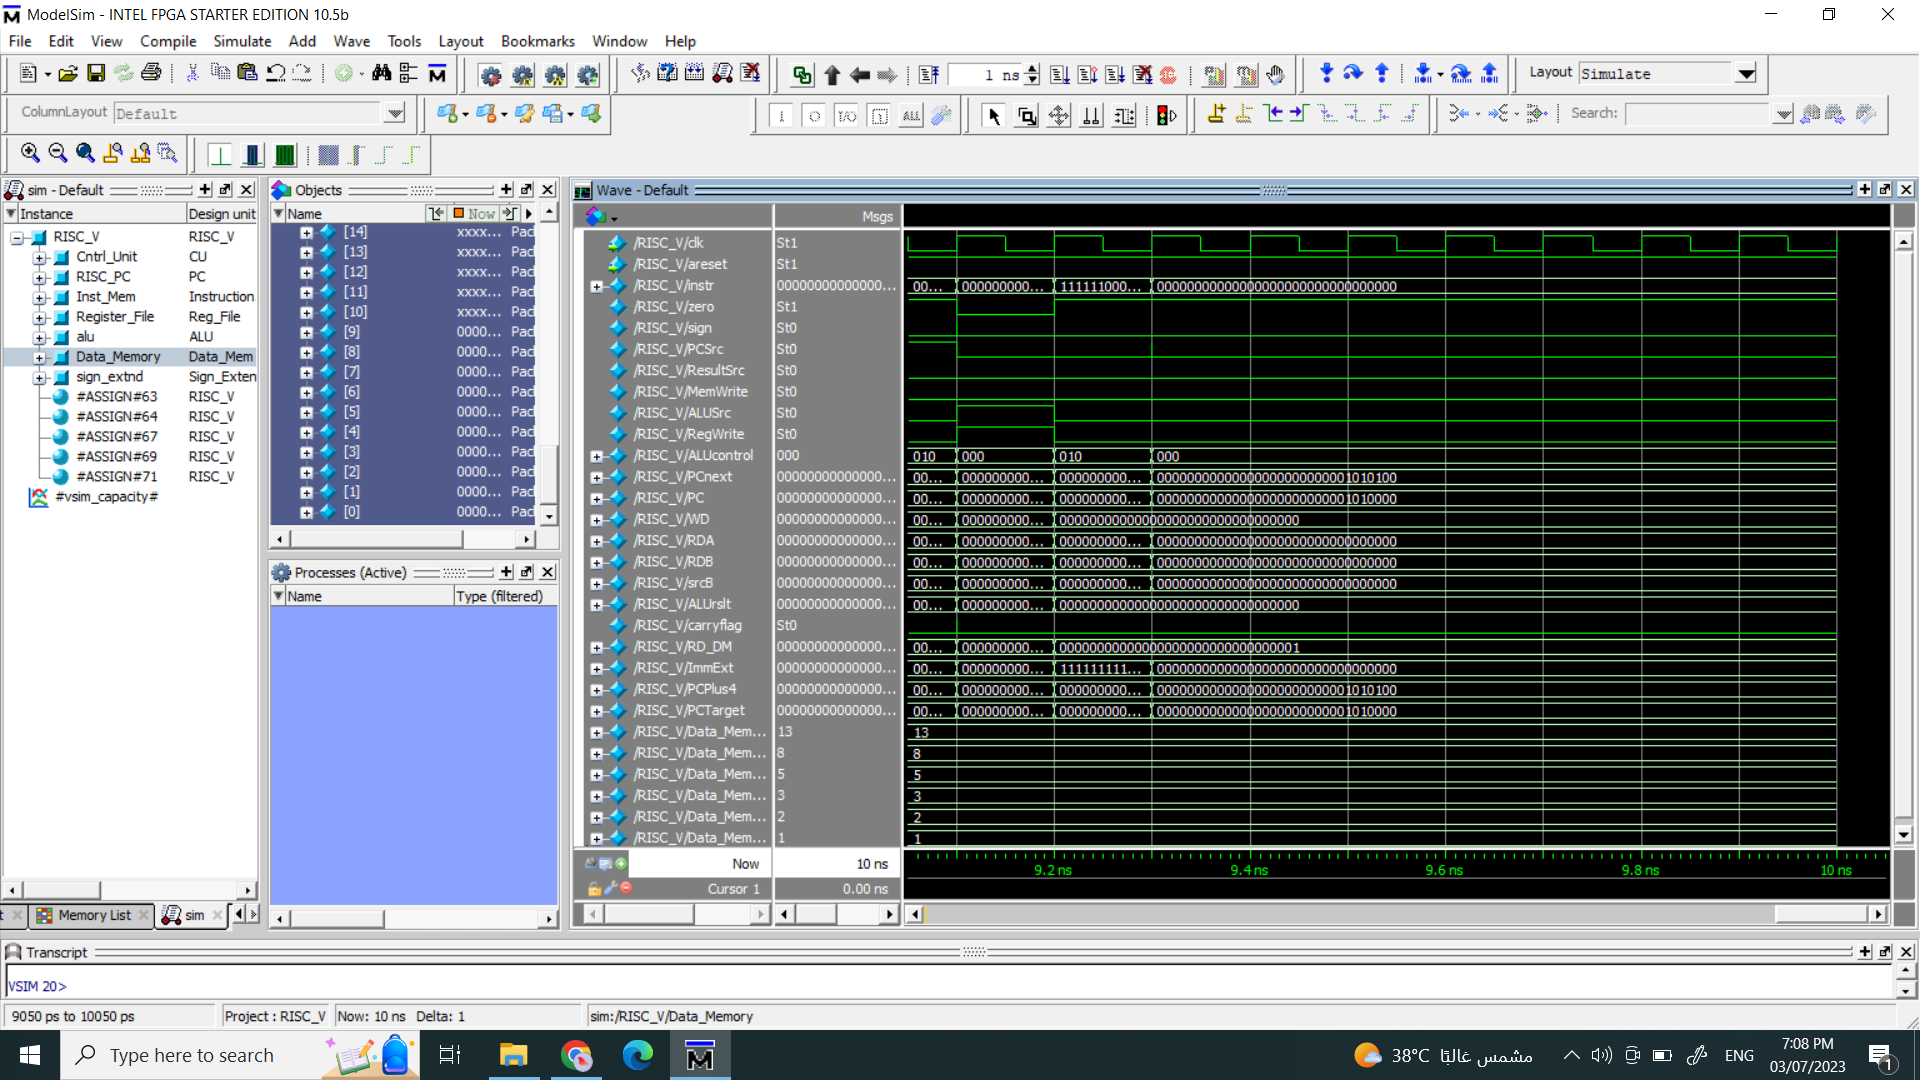 ModelSim - INTEL FPGA STARTER EDITION 10.5b
File Edit View Compile Simulate Add Wave Tools Layout Bookmarks Window Help
1 ns
Layout Simulate
ColumnLayout Default
ALL
Search:
sim - Default
Instance Design unit
RISC_V RISC_V
Cntrl_Unit CU
RISC_PC PC
Inst_Mem Instruction
Register_File Reg_File
alu ALU
Data_Memory Data_Mem
sign_extnd Sign_Exten
#ASSIGN#63 RISC_V
#ASSIGN#64 RISC_V
#ASSIGN#67 RISC_V
#ASSIGN#69 RISC_V
#ASSIGN#71 RISC_V
#vsim_capacity#
Memory List sim
Objects
Name Now
[14] xxxx... Pac
[13] xxxx... Pac
[12] xxxx... Pac
[11] xxxx... Pac
[10] xxxx... Pac
[9] 0000... Pac
[8] 0000... Pac
[7] 0000... Pac
[6] 0000... Pac
[5] 0000... Pac
[4] 0000... Pac
[3] 0000... Pac
[2] 0000... Pac
[1] 0000... Pac
[0] 0000... Pac
Processes (Active)
Name Type (filtered)
Wave - Default
Msgs
/RISC_V/clk St1
/RISC_V/areset St1
/RISC_V/instr 00000000000000... 00... 000000000... 111111000... 00000000000000000000000000000000
/RISC_V/zero St1
/RISC_V/sign St0
/RISC_V/PCSrc St0
/RISC_V/ResultSrc St0
/RISC_V/MemWrite St0
/RISC_V/ALUSrc St0
/RISC_V/RegWrite St0
/RISC_V/ALUcontrol 000 010 000 010 000
/RISC_V/PCnext 00000000000000... 00... 000000000... 000000000... 00000000000000000000000001010100
/RISC_V/PC 00000000000000... 00... 000000000... 000000000... 00000000000000000000000001010000
/RISC_V/WD 00000000000000... 00... 000000000... 00000000000000000000000000000000
/RISC_V/RDA 00000000000000... 00... 000000000... 000000000... 00000000000000000000000000000000
/RISC_V/RDB 00000000000000... 00... 000000000... 000000000... 00000000000000000000000000000000
/RISC_V/srcB 00000000000000... 00... 000000000... 000000000... 00000000000000000000000000000000
/RISC_V/ALUrslt 00000000000000... 00... 000000000... 00000000000000000000000000000000
/RISC_V/carryflag St0
/RISC_V/RD_DM 00000000000000... 00... 000000000... 00000000000000000000000000000001
/RISC_V/ImmExt 00000000000000... 00... 000000000... 111111111... 00000000000000000000000000000000
/RISC_V/PCPlus4 00000000000000... 00... 000000000... 000000000... 00000000000000000000000001010100
/RISC_V/PCTarget 00000000000000... 00... 000000000... 000000000... 00000000000000000000000001010000
/RISC_V/Data_Mem... 13 13
/RISC_V/Data_Mem... 8 8
/RISC_V/Data_Mem... 5 5
/RISC_V/Data_Mem... 3 3
/RISC_V/Data_Mem... 2 2
/RISC_V/Data_Mem... 1 1
Now 10 ns 9.2 ns 9.4 ns 9.6 ns 9.8 ns 10 ns
Cursor 1 0.00 ns
Transcript
VSIM 20>
9050 ps to 10050 ps Project : RISC_V Now: 10 ns Delta: 1 sim:/RISC_V/Data_Memory
Type here to search 38°C مشمس غالبًا ENG 7:08 PM
03/07/2023 1